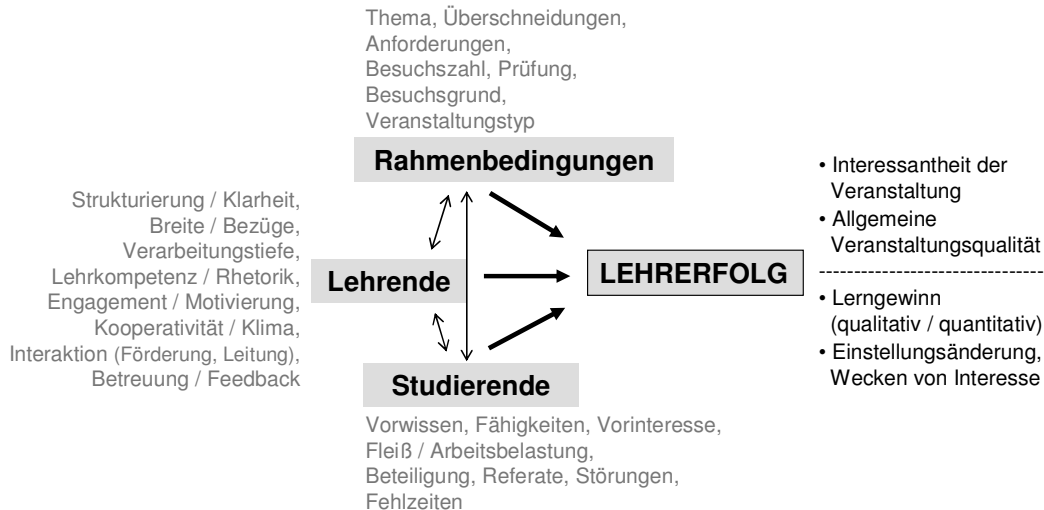 Thema, Überschneidungen,
Anforderungen,
Besuchszahl, Prüfung,
Besuchsgrund,
Veranstaltungstyp
Rahmenbedingungen
Strukturierung / Klarheit,
Breite / Bezüge,
Verarbeitungstiefe,
Lehrkompetenz / Rhetorik,
Engagement / Motivierung,
Kooperativität / Klima,
Interaktion (Förderung, Leitung),
Betreuung / Feedback
Lehrende
LEHRERFOLG
• Interessantheit der
Veranstaltung
• Allgemeine
Veranstaltungsqualität
--------------------------------
• Lerngewinn
(qualitativ / quantitativ)
• Einstellungsänderung,
Wecken von Interesse
Studierende
Vorwissen, Fähigkeiten, Vorinteresse,
Fleiß / Arbeitsbelastung,
Beteiligung, Referate, Störungen,
Fehlzeiten